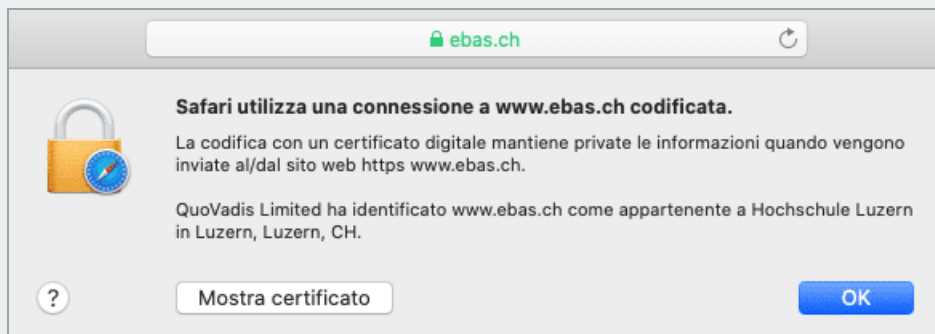 ebas.ch
Safari utilizza una connessione a www.ebas.ch codificata.
La codifica con un certificato digitale mantiene private le informazioni quando vengono
inviate al/dal sito web https www.ebas.ch.
QuoVadis Limited ha identificato www.ebas.ch come appartenente a Hochschule Luzern
in Luzern, Luzern, CH.
? Mostra certificato OK